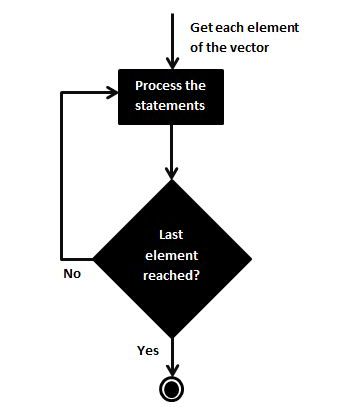 Get each element
of the vector
Process the
statements
Last
element
reached?
No
Yes